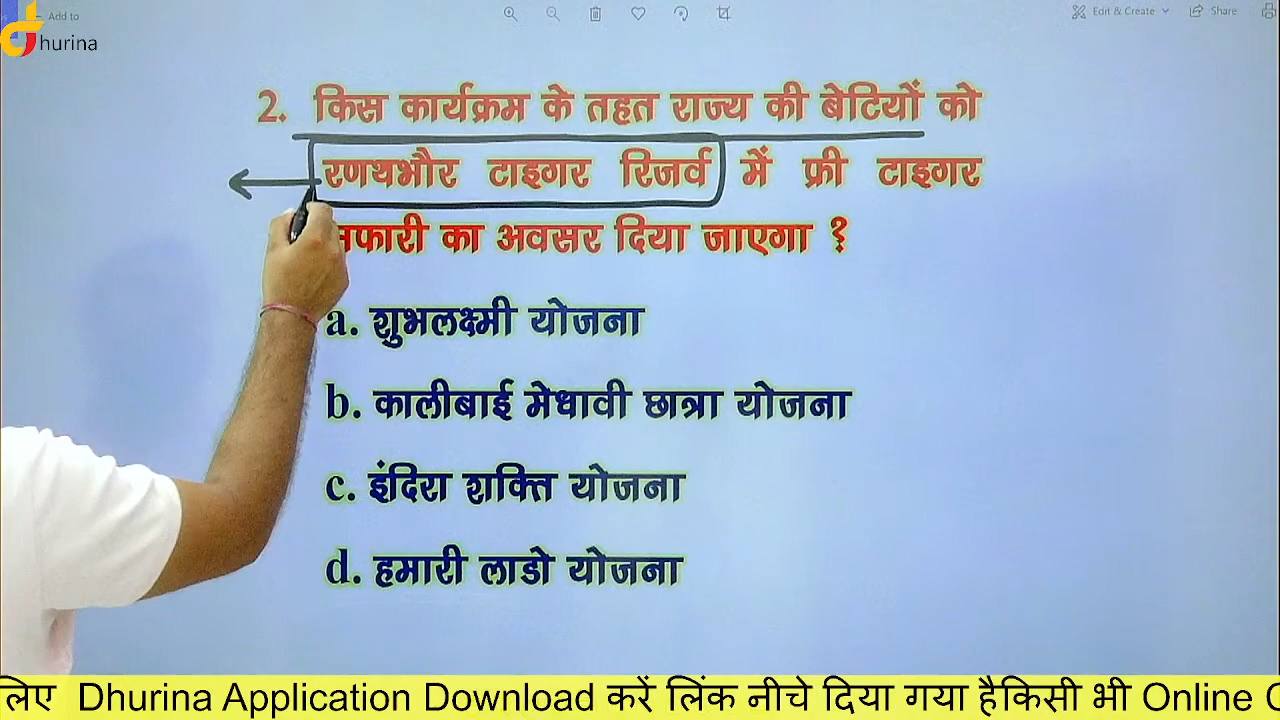 Add to
Edit & Create
Share
hurina
2. किस कार्यक्रम के तहत राज्य की बेटियों को
रणथभौर टाइगर रिजर्व में फ्री टाइगर
का अवसर दिया जाएगा ?
a. शुभलक्ष्मी योजना
b. कालीबाई मेधावी छात्रा योजना
c. इंदिरा शक्ति योजना
d. हमारी लाडो योजना
लिए Dhurina Application Download करें लिंक नीचे दिया गया हैकिसी भी Online